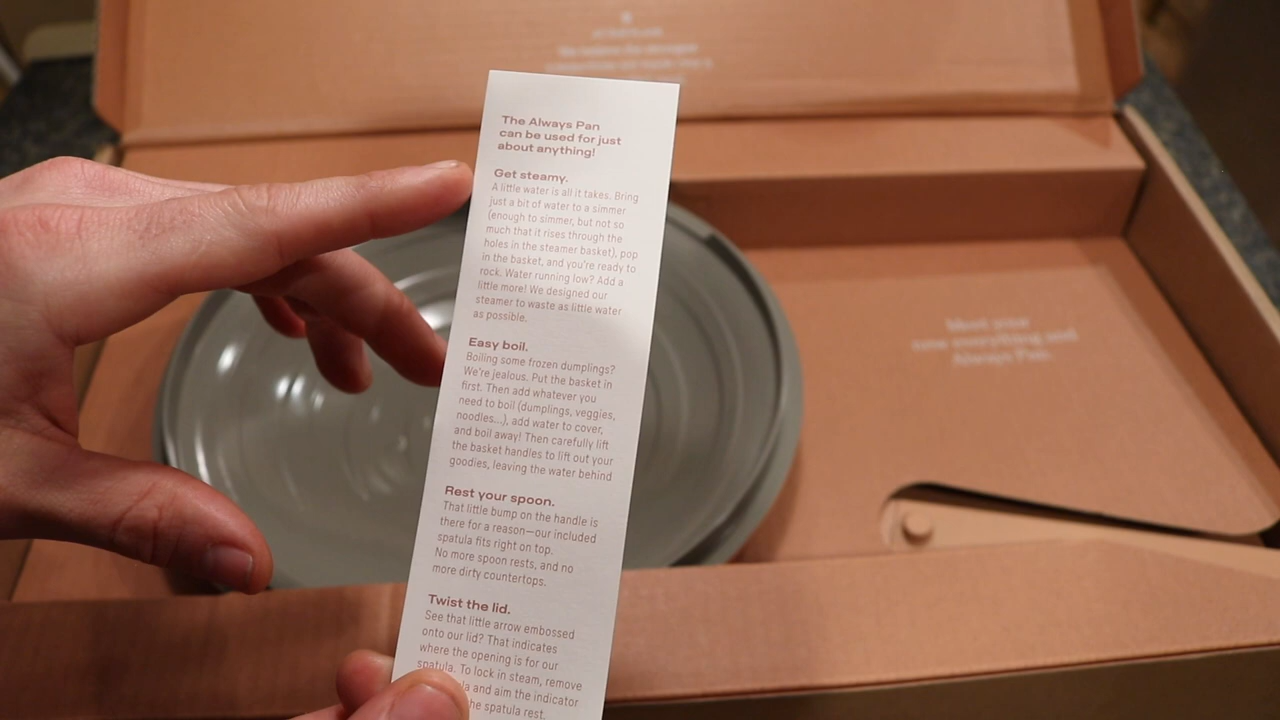 The Always Pan
can be used for just
about anything!
Get steamy.
A little water is all it takes. Bring
just a bit of water to a simmer
(enough to simmer, but not so
much that it rises through the
holes in the steamer basket), pop
in the basket, and you're ready to
rock. Water running low? Add a
little more! We designed our
steamer to waste as little water
as possible.
Easy boil.
Boiling some frozen dumplings?
We're jealous. Put the basket in
first. Then add whatever you
need to boil (dumplings, veggies,
noodles...), add water to cover,
and boil away! Then carefully lift
the basket handles to lift out your
goodies, leaving the water behind
Rest your spoon.
That little bump on the handle is
there for a reason—our included
spatula fits right on top.
No more spoon rests, and no
more dirty countertops.
Twist the lid.
See that little arrow embossed
onto our lid? That indicates
where the opening is for our
spatula. To lock in steam, remove
and aim the indicator
spatula rest.
Meet your
new everything and
Always Pan.